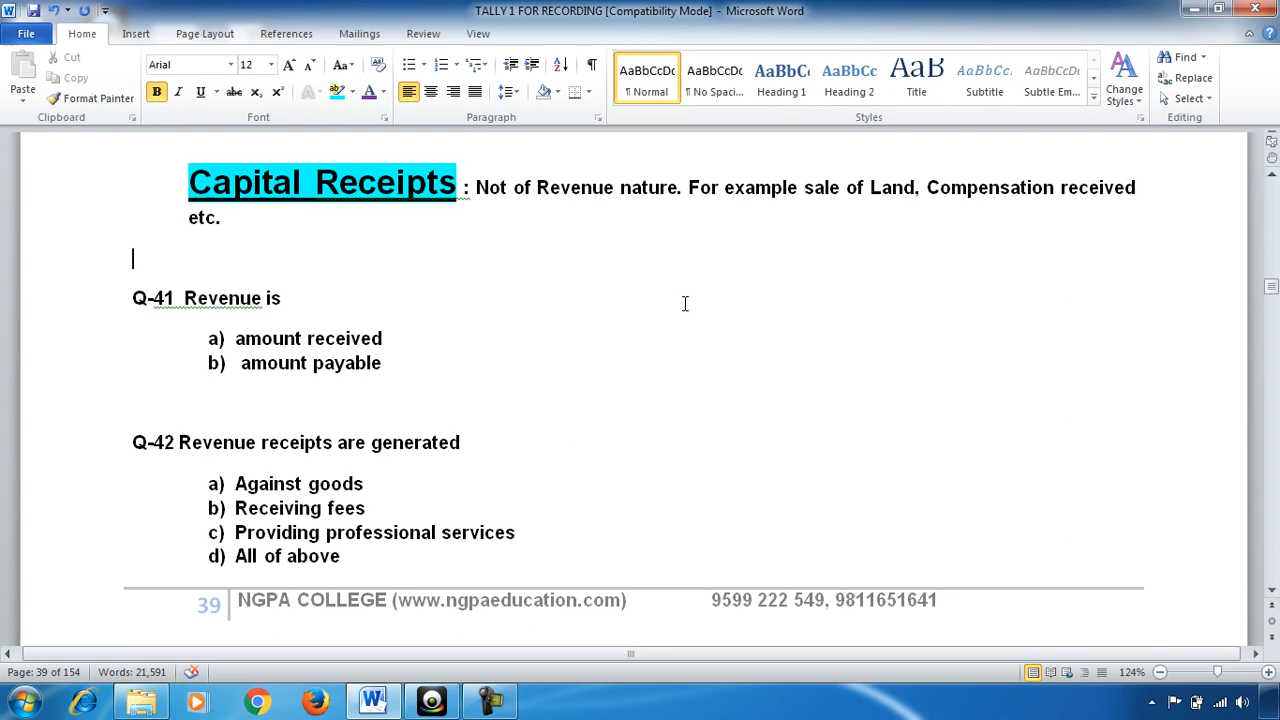 TALLY 1 FOR RECORDING [Compatibility Mode] - Microsoft Word
File Home Insert Page Layout References Mailings Review View
Cut
Copy
Format Painter
Paste
Clipboard
Arial 12
Font
Paragraph
AaBbCcDc AaBbCcDc AaBbCc AaBbCc AaB AaBbCc. AaBbCcDc
¶ Normal ¶ No Spaci... Heading 1 Heading 2 Title Subtitle Subtle Em...
Change Styles
Styles
Find
Replace
Select
Editing
Capital Receipts : Not of Revenue nature. For example sale of Land, Compensation received
etc.
Q-41 Revenue is
a) amount received
b) amount payable
Q-42 Revenue receipts are generated
a) Against goods
b) Receiving fees
c) Providing professional services
d) All of above
39 NGPA COLLEGE (www.ngpaeducation.com) 9599 222 549, 9811651641
Page: 39 of 154 Words: 21,591 124%